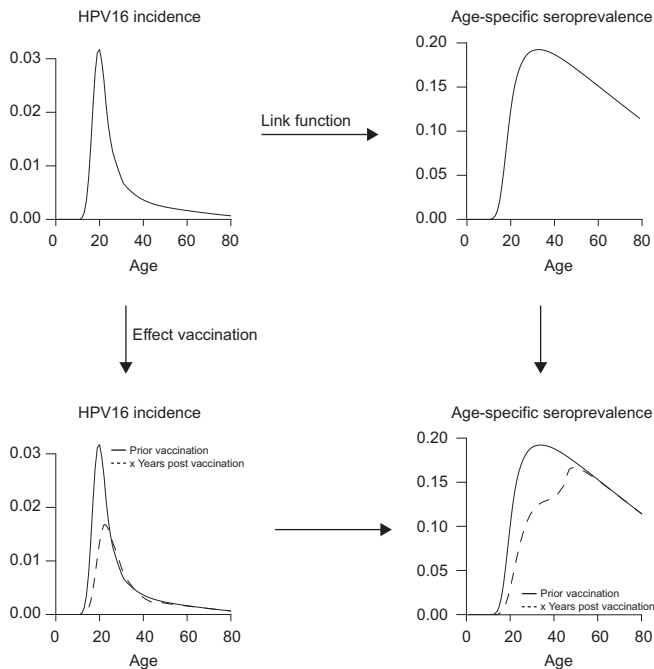 HPV16 incidence
0.03
0.02
0.01
0.00
0 20 40 60 80
Age
Link function
Age-specific seroprevalence
0.20
0.15
0.10
0.05
0.00
0 20 40 60 80
Age
Effect vaccination
HPV16 incidence
0.03
0.02
0.01
0.00
Prior vaccination
x Years post vaccination
0 20 40 60 80
Age
Age-specific seroprevalence
0.20
0.15
0.10
0.05
0.00
Prior vaccination
x Years post vaccination
0 20 40 60 80
Age